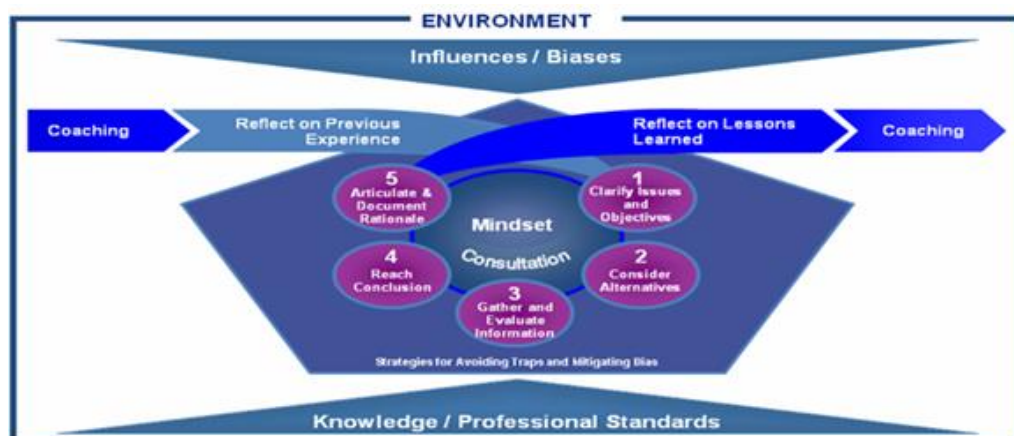 ENVIRONMENT
Influences / Biases
Coaching
Reflect on Previous
Experience
Reflect on Lessons
Learned
Coaching
5
Articulate &
Document
Rationale
1
Clarify Issues
and
Objectives
Mindset
Consultation
4
Reach
Conclusion
2
Consider
Alternatives
3
Gather and
Evaluate
Information
Strategies for Avoiding Traps and Mitigating Bias
Knowledge / Professional Standards